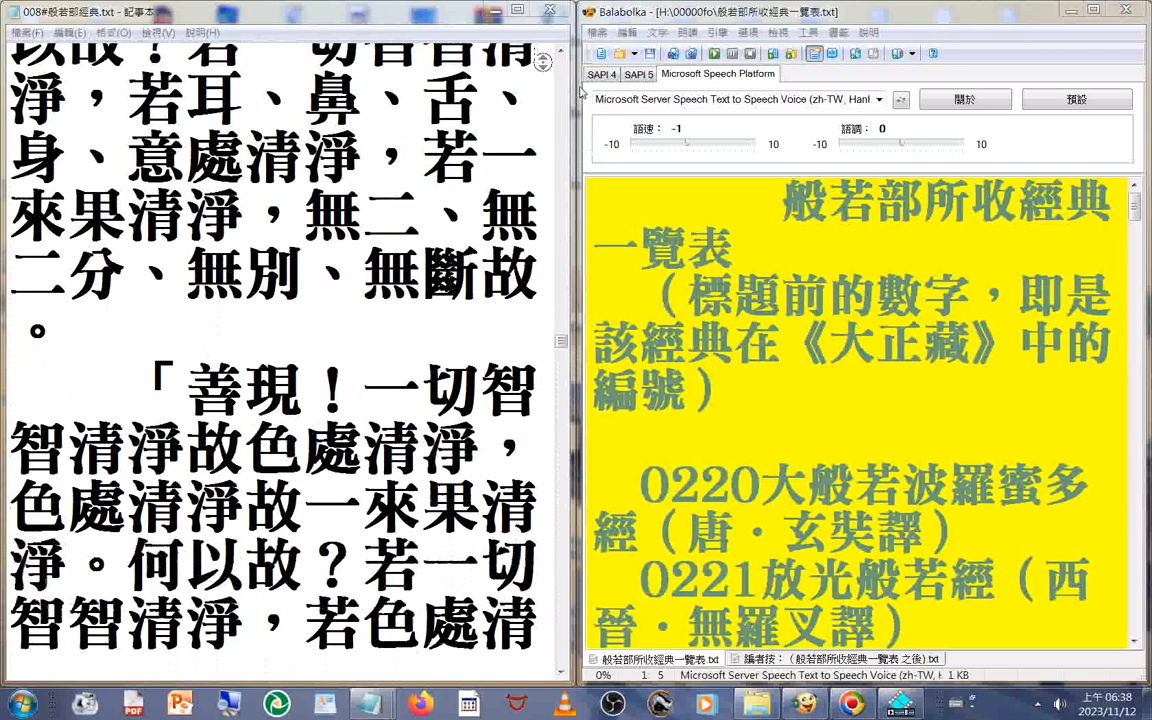 008#般若部經典.txt - 記事本
檔案(F) 編輯(E) 格式(O) 檢視(V) 說明(H)
以故？若一切智智清
淨，若耳、鼻、舌、
身、意處清淨，若一
來果清淨，無二、無
二分、無別、無斷故
。
「善現！一切智
智清淨故色處清淨，
色處清淨故一來果清
淨。何以故？若一切
智智清淨，若色處清
Balabolka - [H:\00000fo\般若部所收經典一覽表.txt]
檔案 編輯 文字 朗讀 引擎 選項 檢視 工具 書籤 說明
SAPI 4 SAPI 5 Microsoft Speech Platform
Microsoft Server Speech Text to Speech Voice (zh-TW, Hanl
關於 預設
語速： -1 語調： 0
-10 10 -10 10
般若部所收經典
一覽表
（標題前的數字，即是
該經典在《大正藏》中的
編號）
0220大般若波羅蜜多
經（唐．玄奘譯）
0221放光般若經（西
晉．無羅叉譯）
般若部所收經典一覽表.txt 編者按：（般若部所收經典一覽表 之後）.txt
0% 1: 5 Microsoft Server Speech Text to Speech Voice (zh-TW, H 1 KB
PDF
上午 06:38
2023/11/12